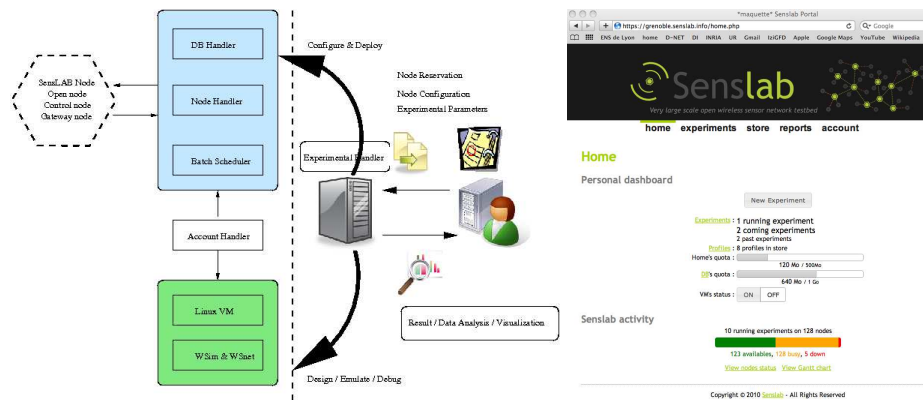 DB Handler
Configure & Deploy
SensLAB Node
Open node
Control node
Gateway node
Node Handler
Node Reservation
Node Configuration
Experimental Parameters
Batch Scheduler
Experimental Handler
Account Handler
Linux VM
WSim & WSnet
Result / Data Analysis / Visualization
Design / Emulate / Debug
*maquette* Senslab Portal
https://grenoble.senslab.info/home.php
Google
ENS de Lyon home D-NET DI INRIA UR Gmail IziGFD Apple Google Maps YouTube Wikipedia
Senslab
Very large scale open wireless sensor network testbed
home experiments store reports account
Home
Personal dashboard
New Experiment
Experiments : 1 running experiment
2 coming experiments
2 past experiments
Profiles : 8 profiles in store
Home's quota :
120 Mo / 500Mo
DB's quota :
640 Mo / 1 Go
VM's status : ON OFF
Senslab activity
10 running experiments on 128 nodes
123 availables, 128 busy, 5 down
View nodes status View Gantt chart
Copyright © 2010 Senslab - All Rights Reserved